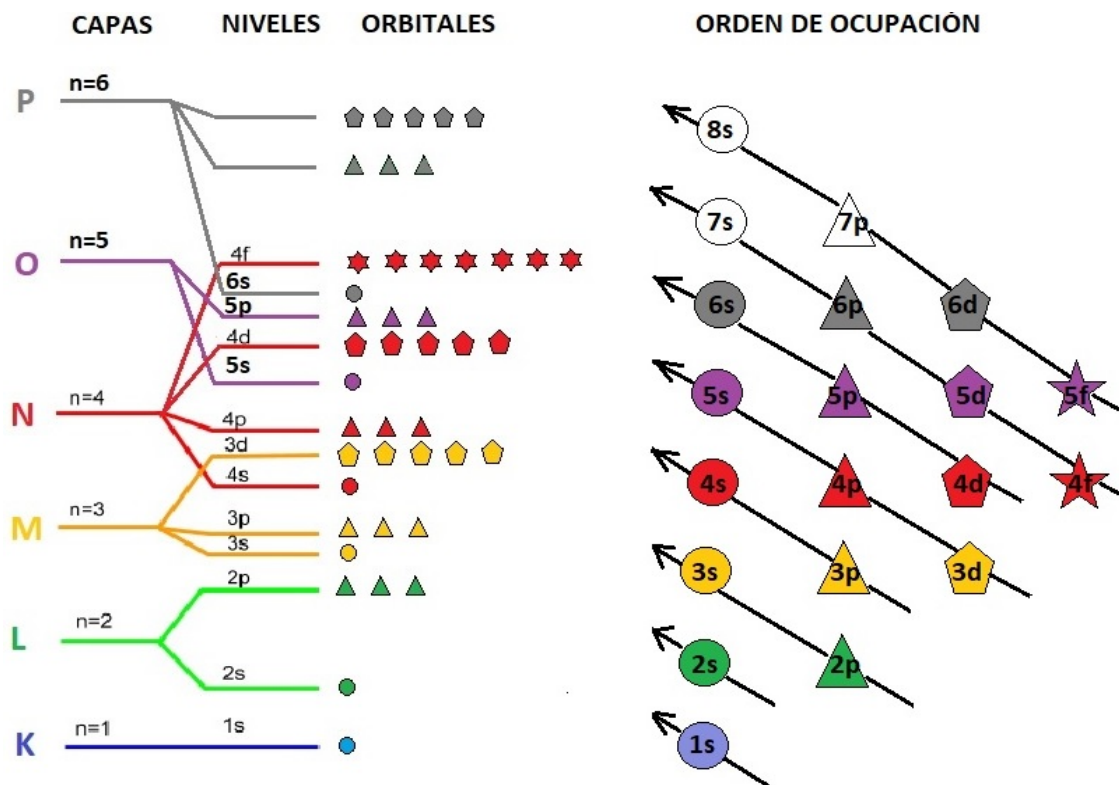 CAPAS NIVELES ORBITALES ORDEN DE OCUPACIÓN
P n=6
8s
7s 7p
O n=5 4f
6s
5p
4d
5s
6s 6p 6d
5s 5p 5d 5f
N n=4
4p
3d
4s
4s 4p 4d 4f
M n=3
3p
3s
3s 3p 3d
2p
L n=2
2s
2s 2p
K n=1 1s
1s